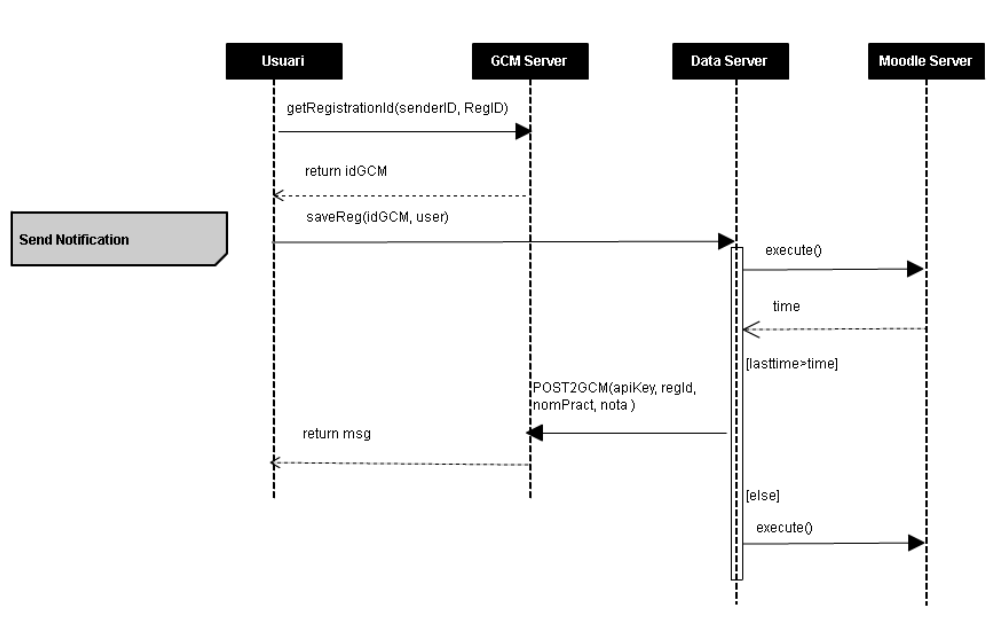 Usuari
GCM Server
Data Server
Moodle Server
getRegistrationId(senderID, RegID)
return idGCM
saveReg(idGCM, user)
Send Notification
execute()
time
[lasttime>time]
POST2GCM(apiKey, regId,
nomPract, nota )
return msg
[else]
execute()